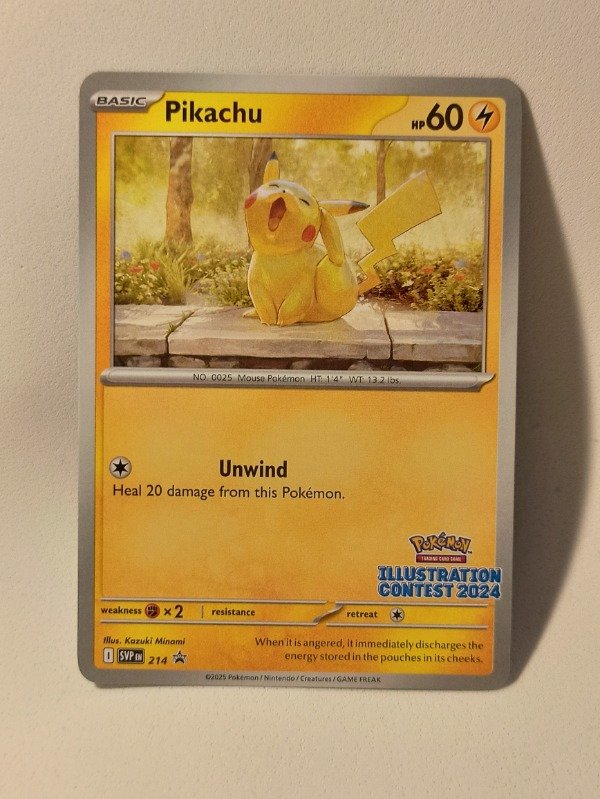 BASIC Pikachu HP 60
NO. 0025 Mouse Pokémon HT: 1'4" WT: 13.2 lbs.
Unwind
Heal 20 damage from this Pokémon.
POKéMON
TRADING CARD GAME
ILLUSTRATION
CONTEST 2024
weakness ×2 resistance retreat
Illus. Kazuki Minami
I SVP EN 214
When it is angered, it immediately discharges the
energy stored in the pouches in its cheeks.
©2025 Pokémon / Nintendo / Creatures / GAME FREAK